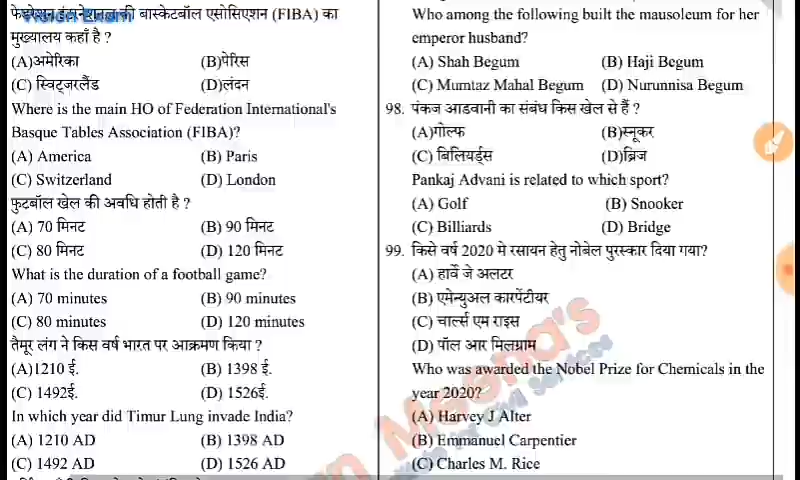 फेडरेशन इंटरनेशनल की बास्केटबॉल एसोसिएशन (FIBA) का
मुख्यालय कहाँ है ?
(A)अमेरिका (B)पेरिस
(C) स्विट्जरलैंड (D)लंदन
Where is the main HO of Federation International's
Basque Tables Association (FIBA)?
(A) America (B) Paris
(C) Switzerland (D) London
फुटबॉल खेल की अवधि होती है ?
(A) 70 मिनट (B) 90 मिनट
(C) 80 मिनट (D) 120 मिनट
What is the duration of a football game?
(A) 70 minutes (B) 90 minutes
(C) 80 minutes (D) 120 minutes
तैमूर लंग ने किस वर्ष भारत पर आक्रमण किया ?
(A)1210 ई. (B) 1398 ई.
(C) 1492ई. (D) 1526ई.
In which year did Timur Lung invade India?
(A) 1210 AD (B) 1398 AD
(C) 1492 AD (D) 1526 AD
Who among the following built the mausoleum for her
emperor husband?
(A) Shah Begum (B) Haji Begum
(C) Mumtaz Mahal Begum (D) Nurunnisa Begum
98. पंकज आडवानी का संबंध किस खेल से हैं ?
(A)गोल्फ (B)स्नूकर
(C) बिलियर्ड्स (D)ब्रिज
Pankaj Advani is related to which sport?
(A) Golf (B) Snooker
(C) Billiards (D) Bridge
99. किसे वर्ष 2020 मे रसायन हेतु नोबेल पुरस्कार दिया गया?
(A) हार्वे जे अलटर
(B) एमेन्युअल कारपेंटीयर
(C) चार्ल्स एम राइस
(D) पॉल आर मिलग्राम
Who was awarded the Nobel Prize for Chemicals in the
year 2020?
(A) Harvey J Alter
(B) Emmanuel Carpentier
(C) Charles M. Rice